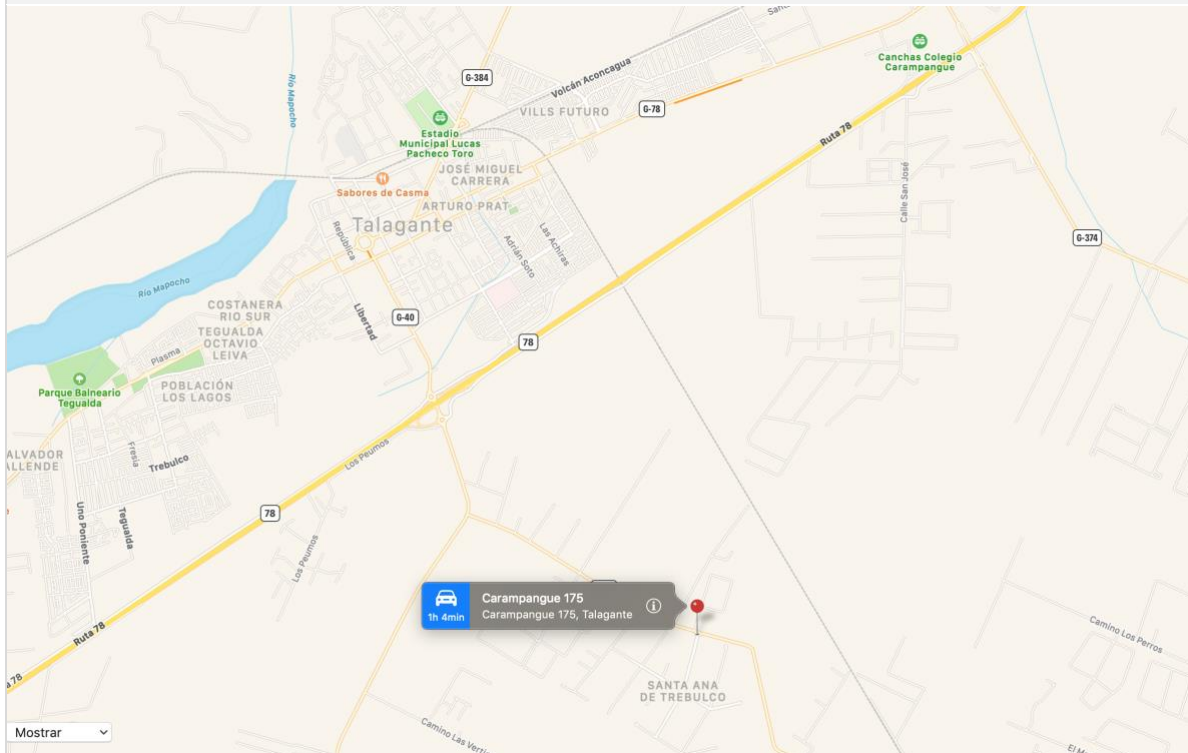 Canchas Colegio
Carampangue
G-384
Volcán Aconcagua
VILLS FUTURO
G-78
Ruta 78
Río Mapocho
Estadio
Municipal Lucas
Pacheco Toro
JOSÉ MIGUEL
CARRERA
Sabores de Casma
ARTURO PRAT
Talagante
República
Adrián Soto
Las Achiras
Calle San José
G-374
Río Mapocho
COSTANERA
RIO SUR
TEGUALDA
OCTAVIO
LEIVA
Libertad
G-40
78
Plasma
Parque Balneario
Tegualda
POBLACIÓN
LOS LAGOS
ALVADOR
ALLENDE
Fresia
Trebulco
Los Peumos
Uno Poniente
Tegualda
78
Los Peumos
1h 4min
Carampangue 175
Carampangue 175, Talagante
Ruta 78
Camino Los Perros
SANTA ANA
DE TREBULCO
78
Mostrar
Camino Las